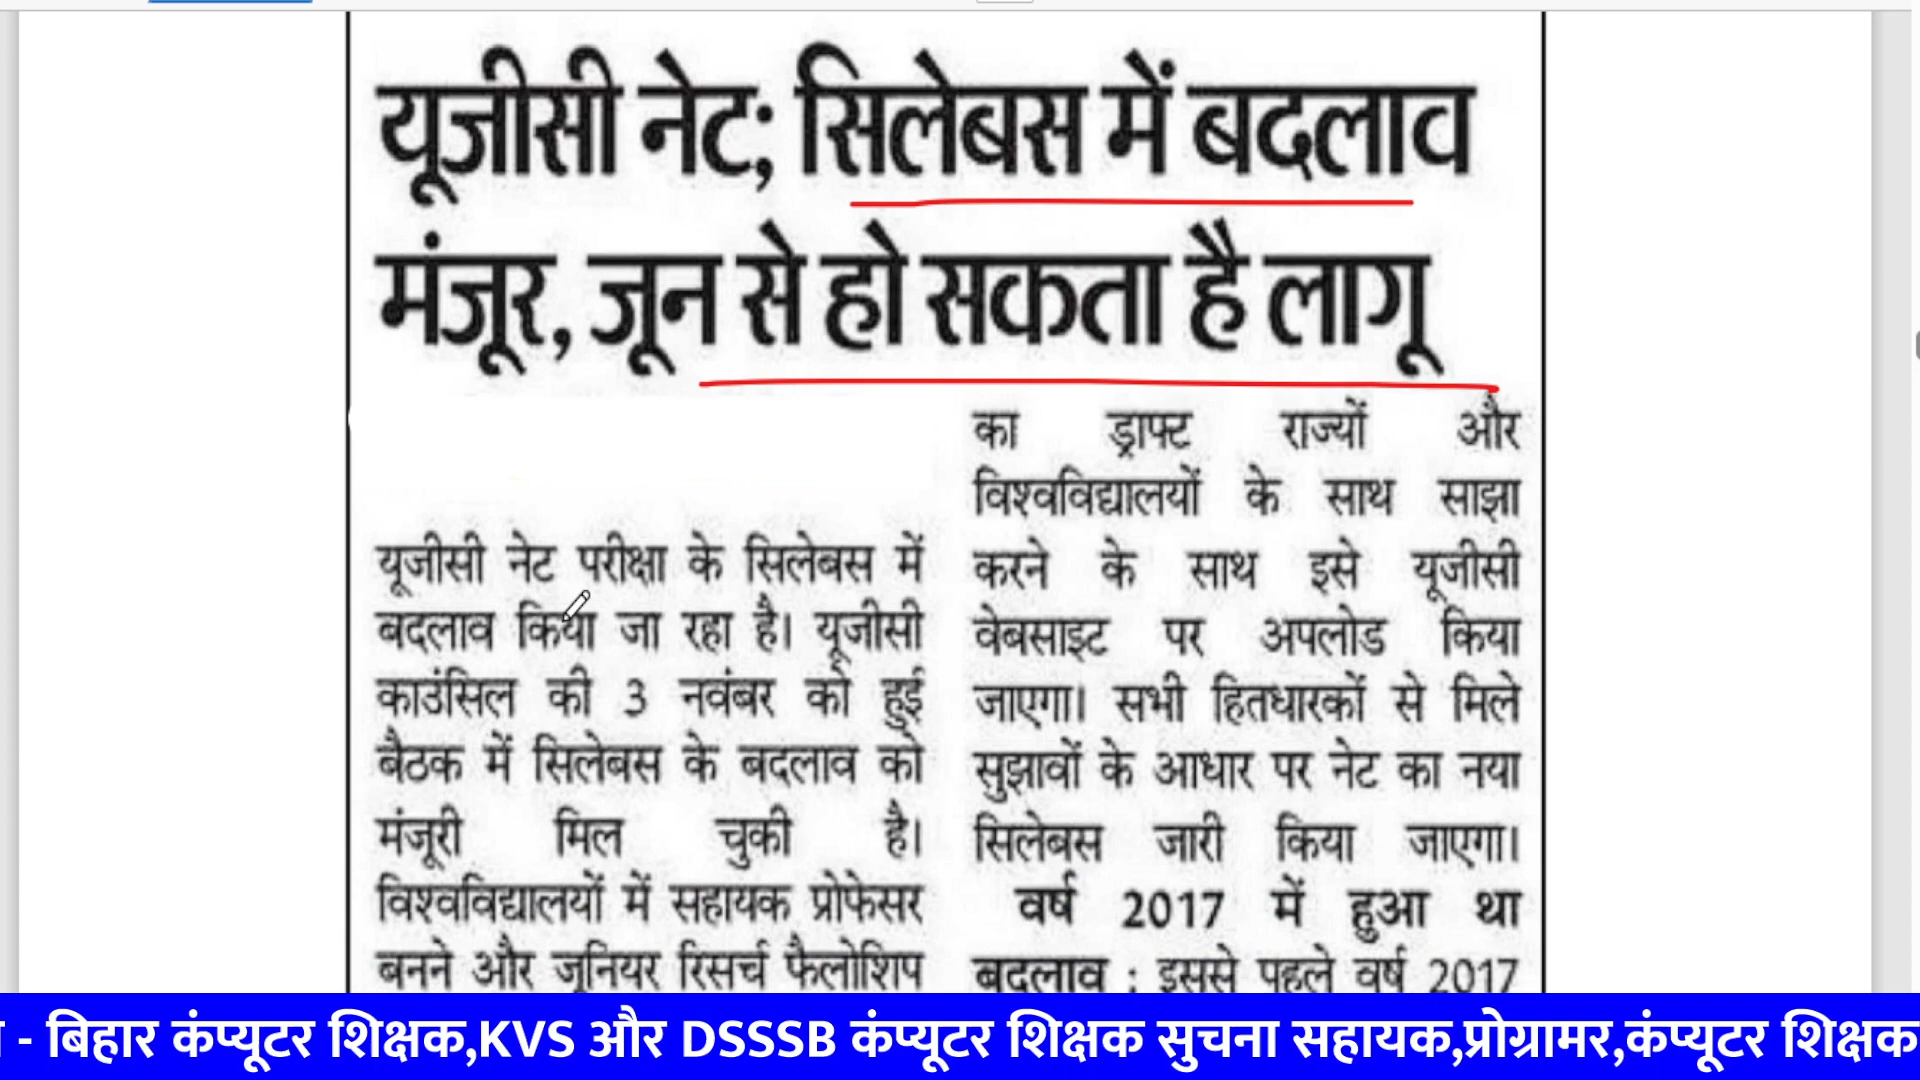 यूजीसी नेट; सिलेबस में बदलाव
मंजूर, जून से हो सकता है लागू
यूजीसी नेट परीक्षा के सिलेबस में
बदलाव किया जा रहा है। यूजीसी
काउंसिल की 3 नवंबर को हुई
बैठक में सिलेबस के बदलाव को
मंजूरी मिल चुकी है।
विश्वविद्यालयों में सहायक प्रोफेसर
बनने और जूनियर रिसर्च फैलोशिप
का ड्राफ्ट राज्यों और
विश्वविद्यालयों के साथ साझा
करने के साथ इसे यूजीसी
वेबसाइट पर अपलोड किया
जाएगा। सभी हितधारकों से मिले
सुझावों के आधार पर नेट का नया
सिलेबस जारी किया जाएगा।
वर्ष 2017 में हुआ था
बदलाव : इससे पहले वर्ष 2017
- बिहार कंप्यूटर शिक्षक,KVS और DSSSB कंप्यूटर शिक्षक सुचना सहायक,प्रोग्रामर,कंप्यूटर शिक्षक